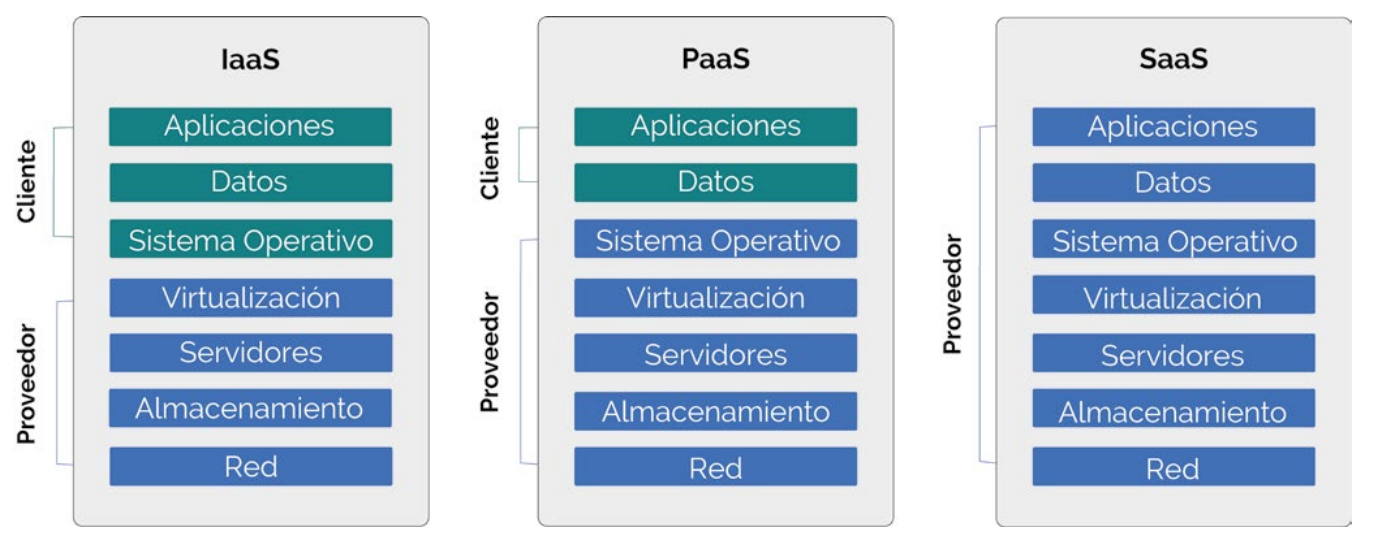 IaaS
Cliente
Aplicaciones
Datos
Sistema Operativo
Proveedor
Virtualización
Servidores
Almacenamiento
Red
PaaS
Cliente
Aplicaciones
Datos
Proveedor
Sistema Operativo
Virtualización
Servidores
Almacenamiento
Red
SaaS
Proveedor
Aplicaciones
Datos
Sistema Operativo
Virtualización
Servidores
Almacenamiento
Red